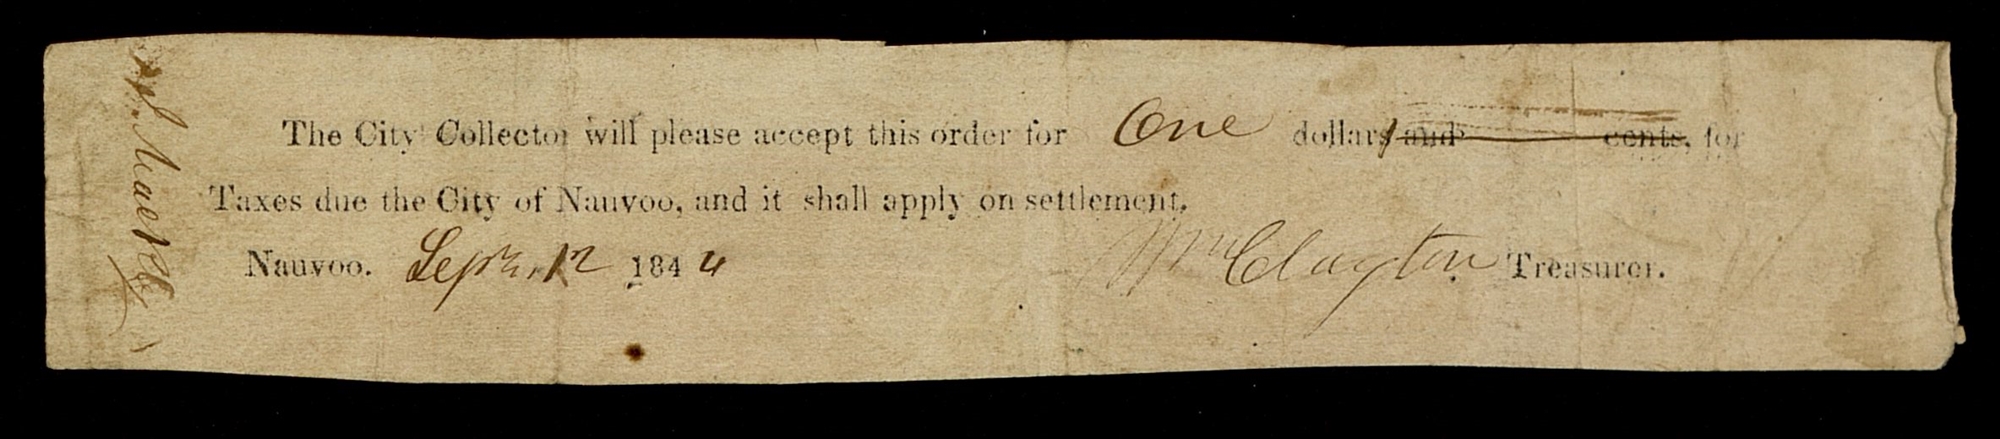 The City Collector will please accept this order for One dollars and cents, for
Taxes due the City of Nauvoo, and it shall apply on settlement.
Nauvoo. Sept. 12 1844 Wm Clayton Treasurer.